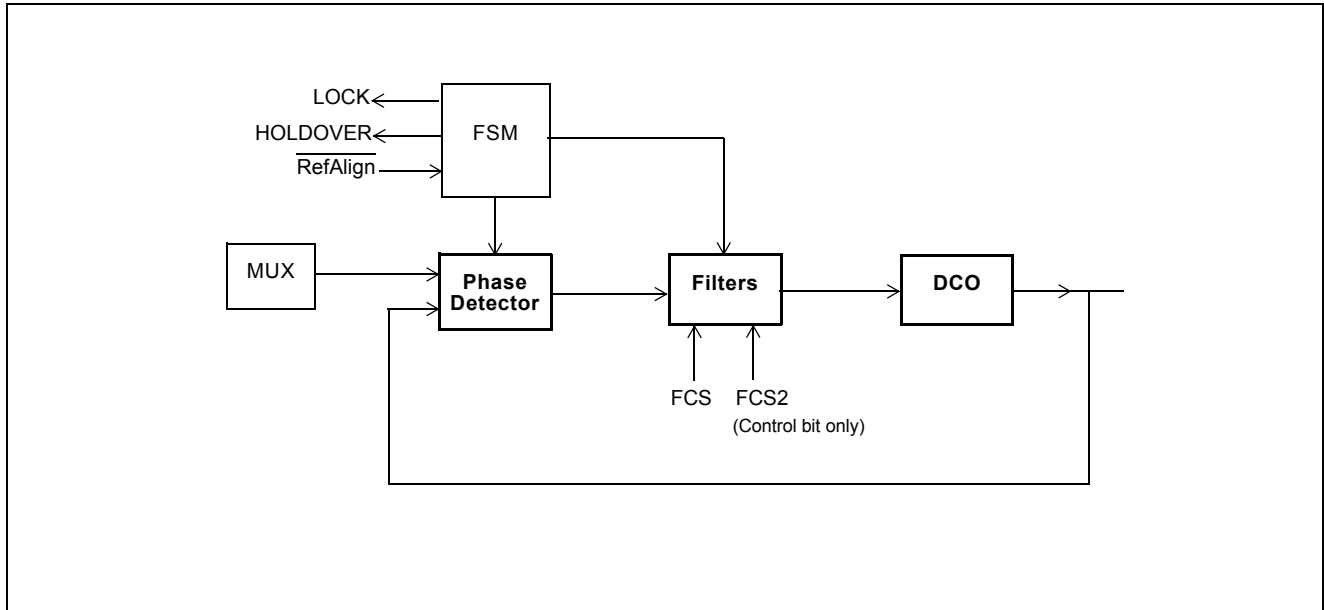 LOCK
HOLDOVER
RefAlign
FSM
MUX
Phase
Detector
Filters
DCO
FCS
FCS2
(Control bit only)